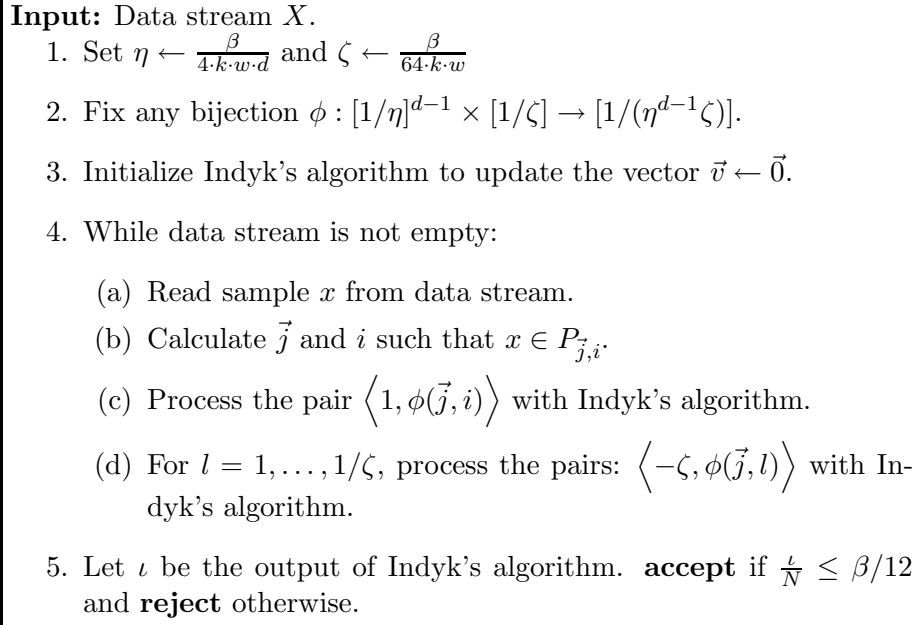 Input: Data stream X.
1. Set η ← β/(4·k·w·d) and ζ ← β/(64·k·w)
2. Fix any bijection ϕ : [1/η]^{d−1} × [1/ζ] → [1/(η^{d−1}ζ)].
3. Initialize Indyk's algorithm to update the vector v⃗ ← 0⃗.
4. While data stream is not empty:
(a) Read sample x from data stream.
(b) Calculate j⃗ and i such that x ∈ P_{j⃗,i}.
(c) Process the pair ⟨1, ϕ(j⃗, i)⟩ with Indyk's algorithm.
(d) For l = 1, . . . , 1/ζ, process the pairs: ⟨−ζ, ϕ(j⃗, l)⟩ with In-
dyk's algorithm.
5. Let ι be the output of Indyk's algorithm. accept if ι/N ≤ β/12
and reject otherwise.